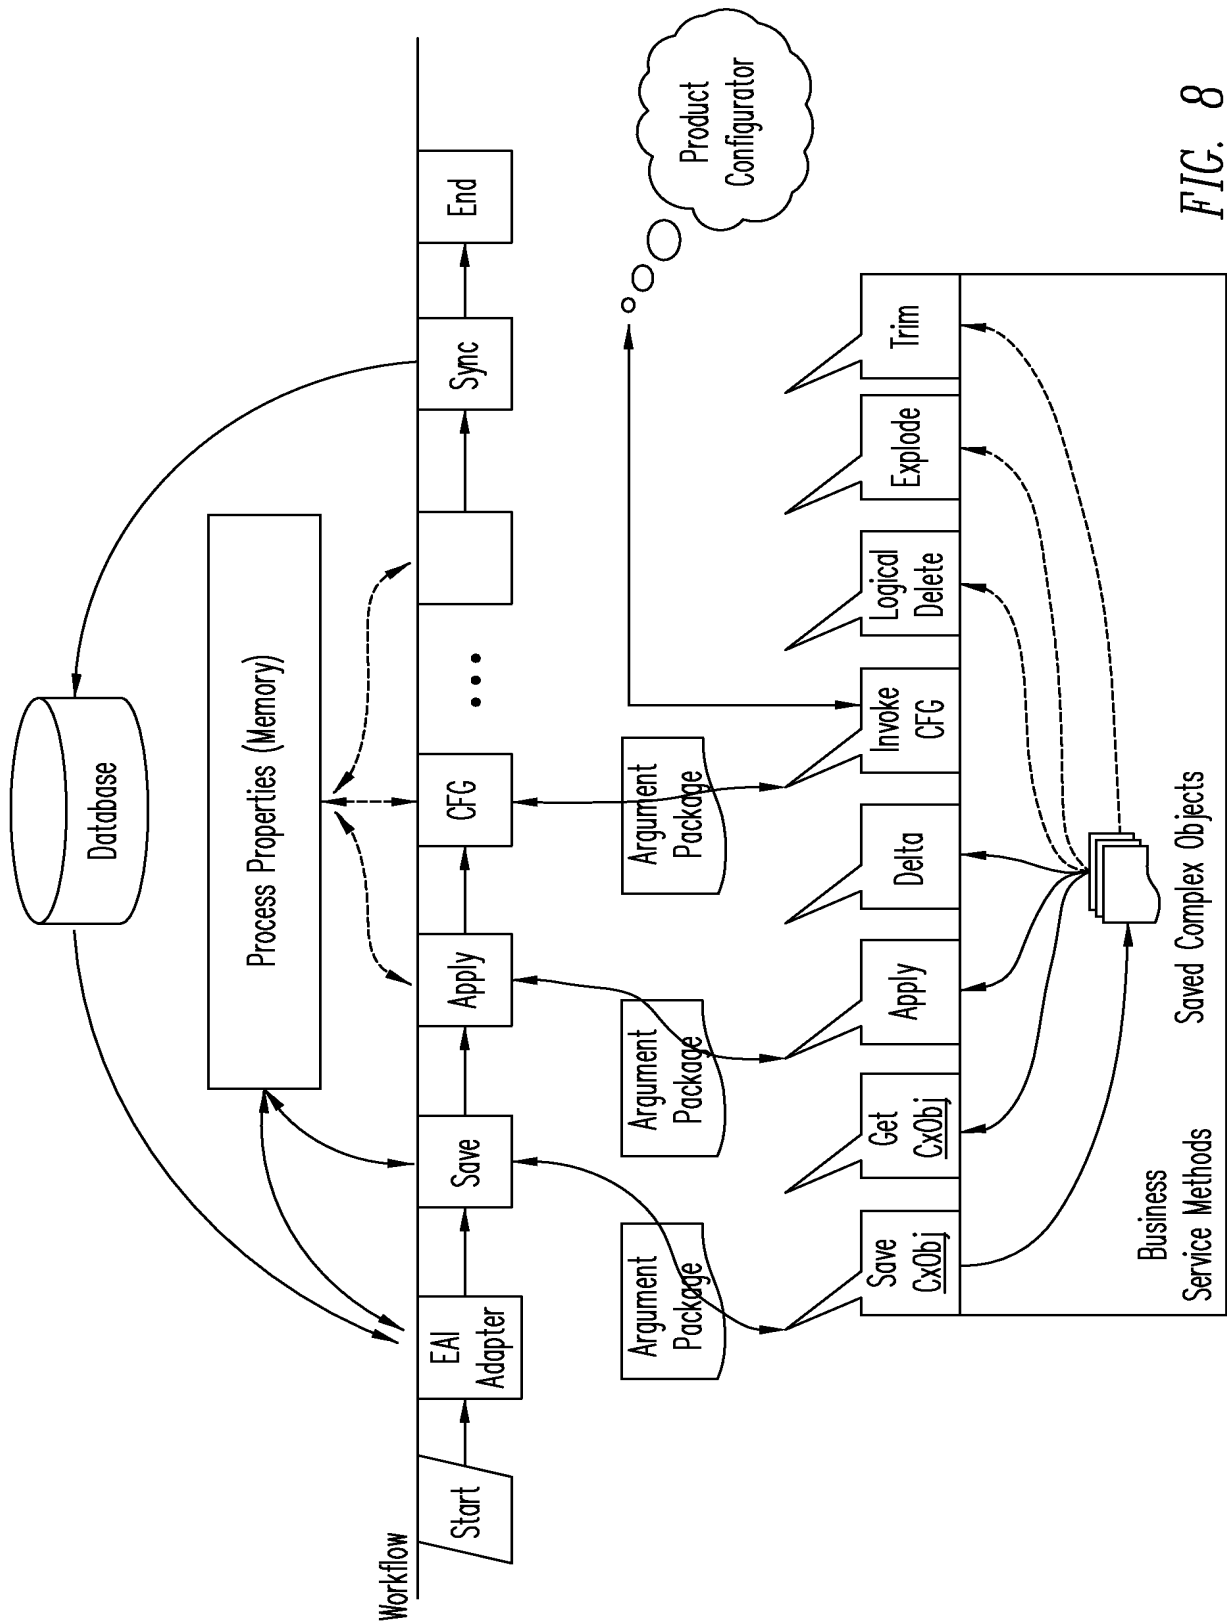 Database
Process Properties (Memory)
Workflow
Start
EAI
Adapter
Save
Apply
CFG
Sync
End
Argument
Package
Argument
Package
Argument
Package
Product
Configurator
Save
CxObj
Get
CxObj
Apply
Delta
Invoke
CFG
Logical
Delete
Explode
Trim
Business
Service Methods
Saved Complex Objects
FIG. 8